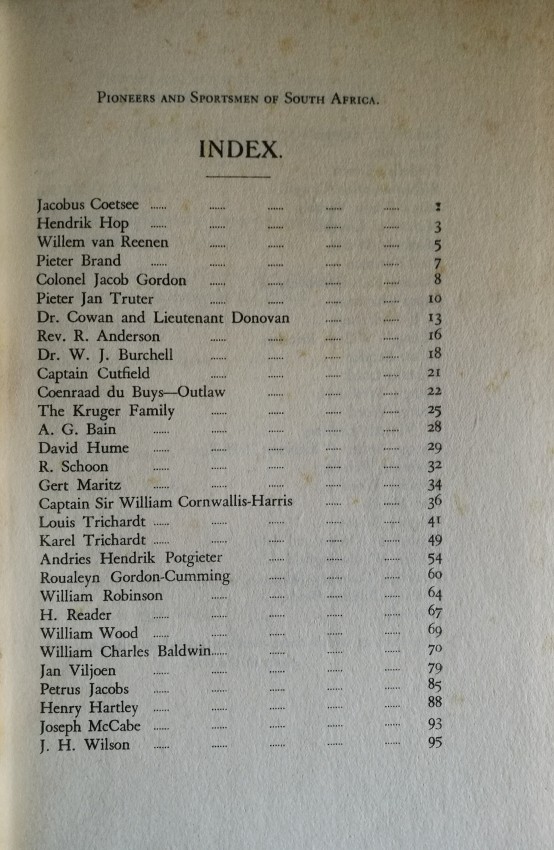 Pioneers and Sportsmen of South Africa.
INDEX.
Jacobus Coetsee ...... ...... ...... ...... ...... 1
Hendrik Hop ...... ...... ...... ...... ...... 3
Willem van Reenen ...... ...... ...... ...... 5
Pieter Brand ...... ...... ...... ...... ...... 7
Colonel Jacob Gordon ...... ...... ...... ...... 8
Pieter Jan Truter ...... ...... ...... ...... 10
Dr. Cowan and Lieutenant Donovan ...... ...... 13
Rev. R. Anderson ...... ...... ...... ...... 16
Dr. W. J. Burchell ...... ...... ...... ...... 18
Captain Cutfield ...... ...... ...... ...... 21
Coenraad du Buys—Outlaw ...... ...... ...... 22
The Kruger Family ...... ...... ...... ...... 25
A. G. Bain ...... ...... ...... ...... ...... 28
David Hume ...... ...... ...... ...... ...... 29
R. Schoon ...... ...... ...... ...... ...... 32
Gert Maritz ...... ...... ...... ...... ...... 34
Captain Sir William Cornwallis-Harris ...... ...... 36
Louis Trichardt ...... ...... ...... ...... ...... 41
Karel Trichardt ...... ...... ...... ...... ...... 49
Andries Hendrik Potgieter ...... ...... ...... 54
Roualeyn Gordon-Cumming ...... ...... ...... 60
William Robinson ...... ...... ...... ...... 64
H. Reader ...... ...... ...... ...... ...... 67
William Wood ...... ...... ...... ...... ...... 69
William Charles Baldwin...... ...... ...... ...... 70
Jan Viljoen ...... ...... ...... ...... ...... 79
Petrus Jacobs ...... ...... ...... ...... ...... 85
Henry Hartley ...... ...... ...... ...... ...... 88
Joseph McCabe ...... ...... ...... ...... ...... 93
J. H. Wilson ...... ...... ...... ...... ...... 95